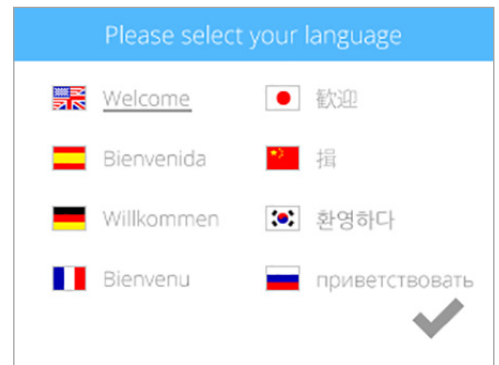 Please select your language
Welcome
Bienvenida
Willkommen
Bienvenu
歓迎
揖
환영하다
приветствовать